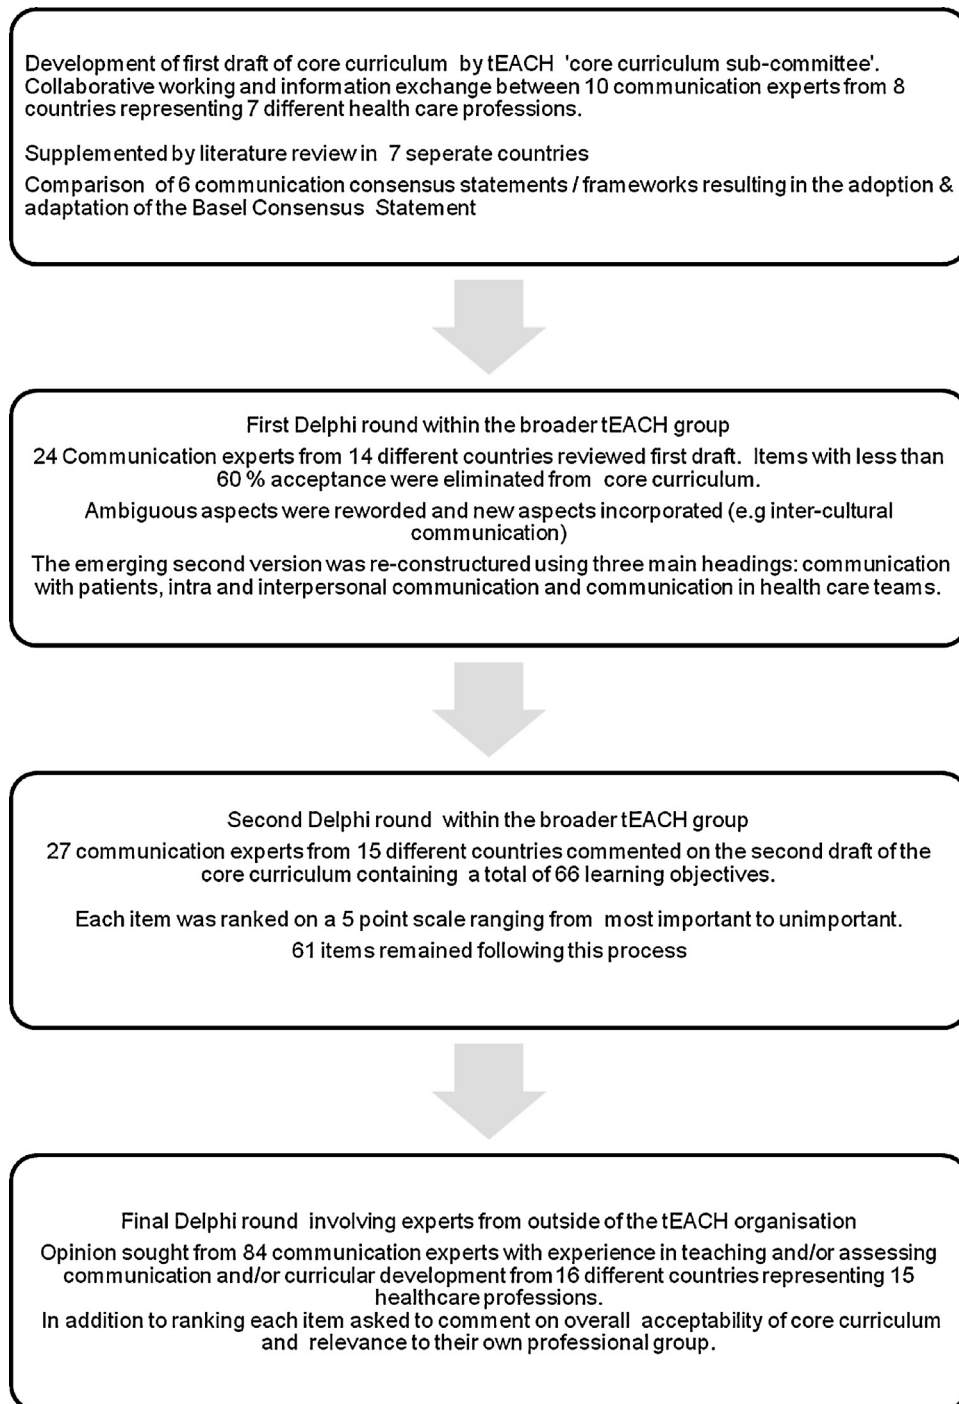 Development of first draft of core curriculum by tEACH 'core curriculum sub-committee'.
Collaborative working and information exchange between 10 communication experts from 8
countries representing 7 different health care professions.
Supplemented by literature review in 7 seperate countries
Comparison of 6 communication consensus statements / frameworks resulting in the adoption &
adaptation of the Basel Consensus Statement
First Delphi round within the broader tEACH group
24 Communication experts from 14 different countries reviewed first draft. Items with less than
60 % acceptance were eliminated from core curriculum.
Ambiguous aspects were reworded and new aspects incorporated (e.g inter-cultural
communication)
The emerging second version was re-constructured using three main headings: communication
with patients, intra and interpersonal communication and communication in health care teams.
Second Delphi round within the broader tEACH group
27 communication experts from 15 different countries commented on the second draft of the
core curriculum containing a total of 66 learning objectives.
Each item was ranked on a 5 point scale ranging from most important to unimportant.
61 items remained following this process
Final Delphi round involving experts from outside of the tEACH organisation
Opinion sought from 84 communication experts with experience in teaching and/or assessing
communication and/or curricular development from 16 different countries representing 15
healthcare professions.
In addition to ranking each item asked to comment on overall acceptability of core curriculum
and relevance to their own professional group.